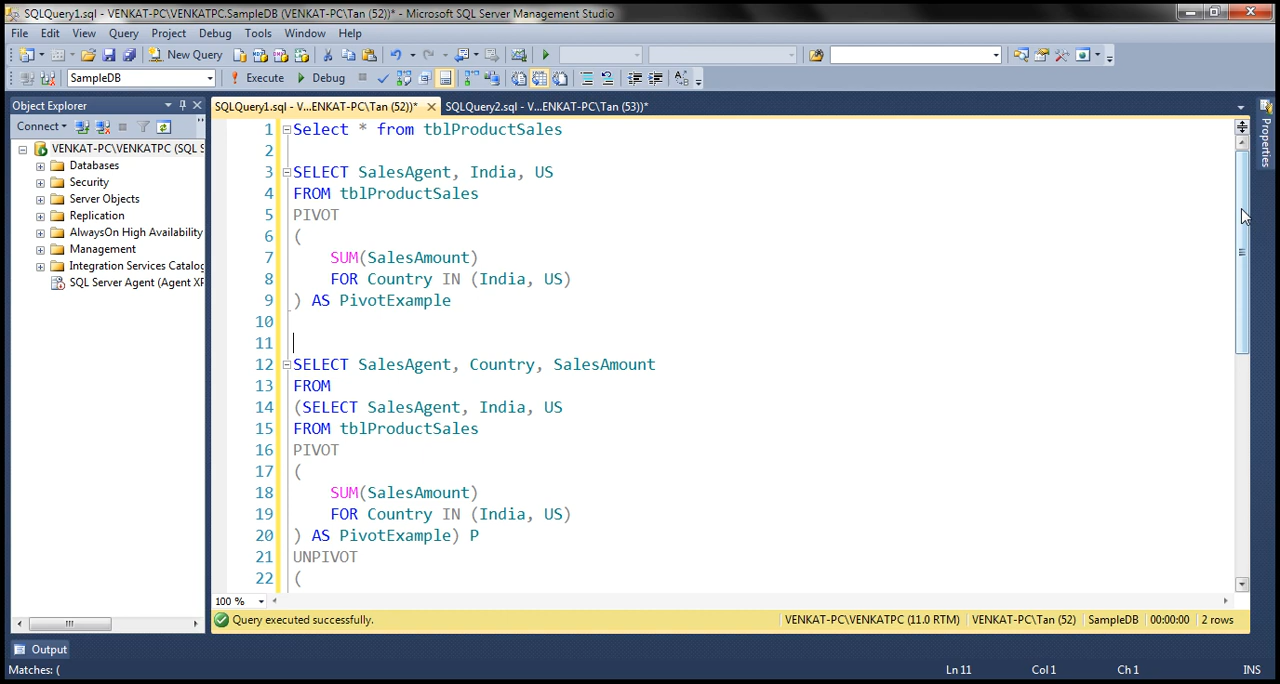 SQLQuery1.sql - VENKAT-PC\VENKATPC.SampleDB (VENKAT-PC\Tan (52))* - Microsoft SQL Server Management Studio
File Edit View Query Project Debug Tools Window Help
New Query
SampleDB Execute Debug
Object Explorer
Connect
VENKAT-PC\VENKATPC (SQL S
Databases
Security
Server Objects
Replication
AlwaysOn High Availability
Management
Integration Services Catalog
SQL Server Agent (Agent XP
SQLQuery1.sql - V...ENKAT-PC\Tan (52))* SQLQuery2.sql - V...ENKAT-PC\Tan (53))*
1 Select * from tblProductSales
2
3 SELECT SalesAgent, India, US
4 FROM tblProductSales
5 PIVOT
6 (
7 SUM(SalesAmount)
8 FOR Country IN (India, US)
9 ) AS PivotExample
10
11
12 SELECT SalesAgent, Country, SalesAmount
13 FROM
14 (SELECT SalesAgent, India, US
15 FROM tblProductSales
16 PIVOT
17 (
18 SUM(SalesAmount)
19 FOR Country IN (India, US)
20 ) AS PivotExample) P
21 UNPIVOT
22 (
100 %
Query executed successfully. VENKAT-PC\VENKATPC (11.0 RTM) VENKAT-PC\Tan (52) SampleDB 00:00:00 2 rows
Properties
Output
Matches: ( Ln 11 Col 1 Ch 1 INS